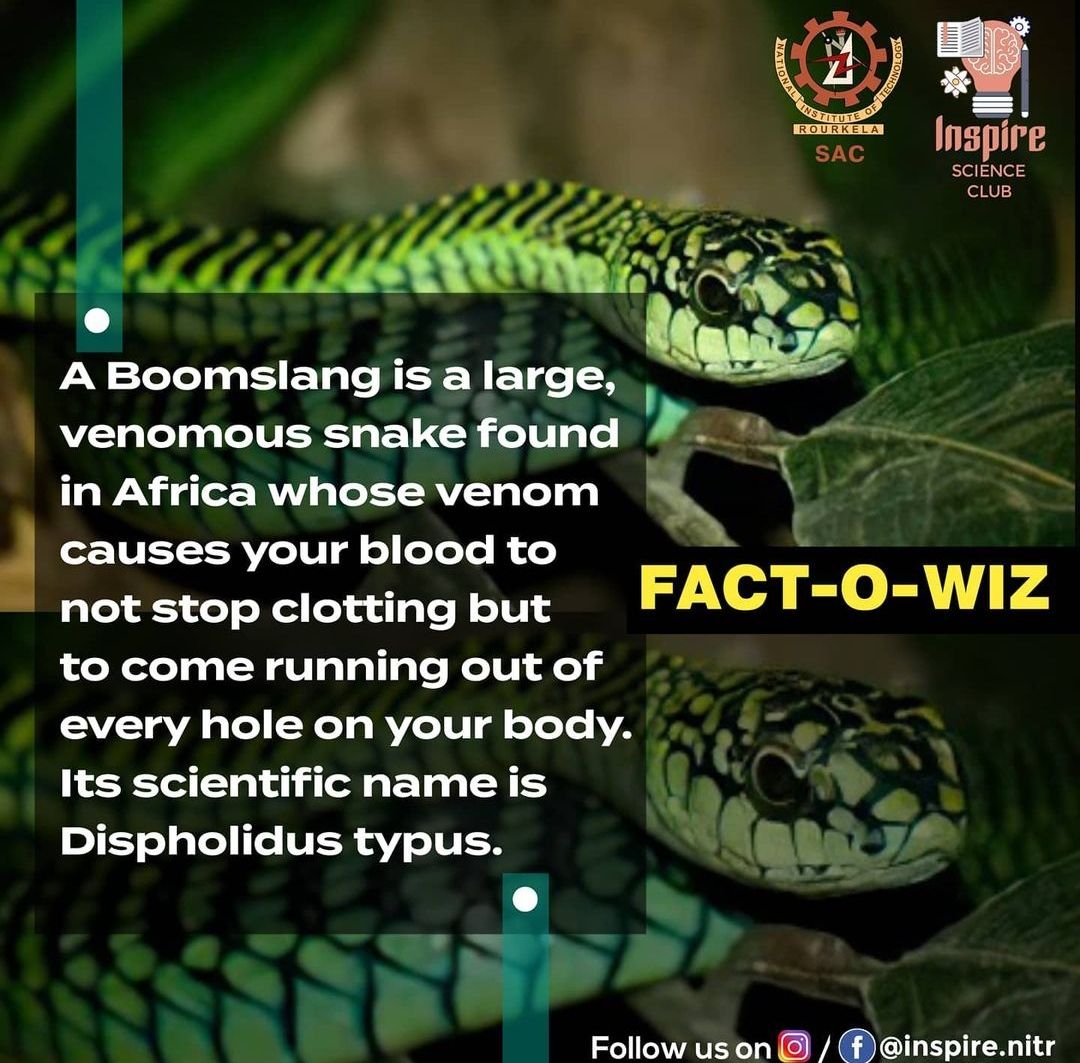 NATIONAL INSTITUTE OF TECHNOLOGY
ROURKELA
SAC
Inspire
SCIENCE
CLUB
A Boomslang is a large,
venomous snake found
in Africa whose venom
causes your blood to
not stop clotting but
to come running out of
every hole on your body.
Its scientific name is
Dispholidus typus.
FACT-O-WIZ
Follow us on / f @inspire.nitr